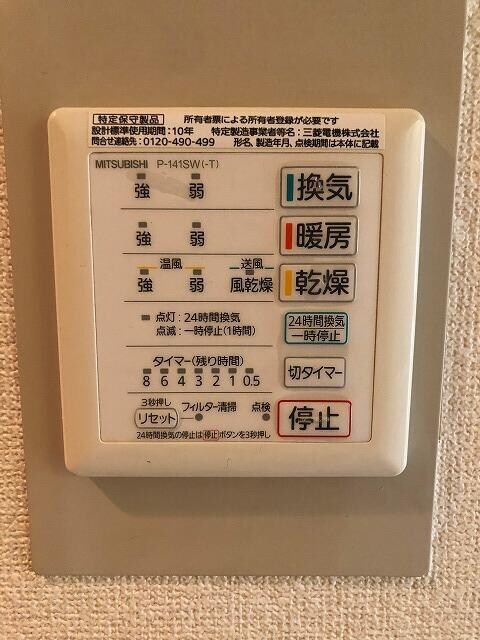 特定保守製品 所有者票による所有者登録が必要です
設計標準使用期間:10年 特定製造事業者等名:三菱電機株式会社
問合せ連絡先:0120-490-499 形名、製造年月、点検期間は本体に記載
MITSUBISHI P-141SW(-T)
強 弱 換気
強 弱 暖房
温風 送風
強 弱 風乾燥 乾燥
点灯:24時間換気
点滅:一時停止(1時間)
24時間換気
一時停止
タイマー(残り時間)
8 6 4 3 2 1 0.5
切タイマー
3秒押し
リセット フィルター清掃 点検
停止
24時間換気の停止は停止ボタンを3秒押し